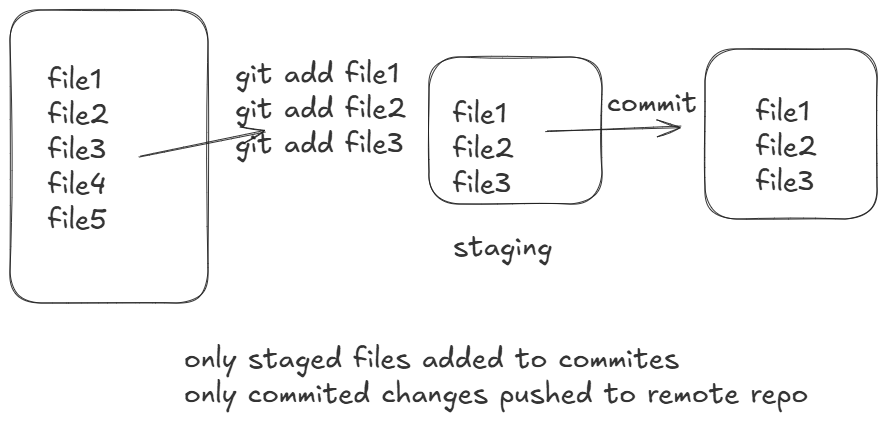 file1
file2
file3
file4
file5
git add file1
git add file2
git add file3
file1
file2
file3
staging
commit
file1
file2
file3
only staged files added to commites
only commited changes pushed to remote repo